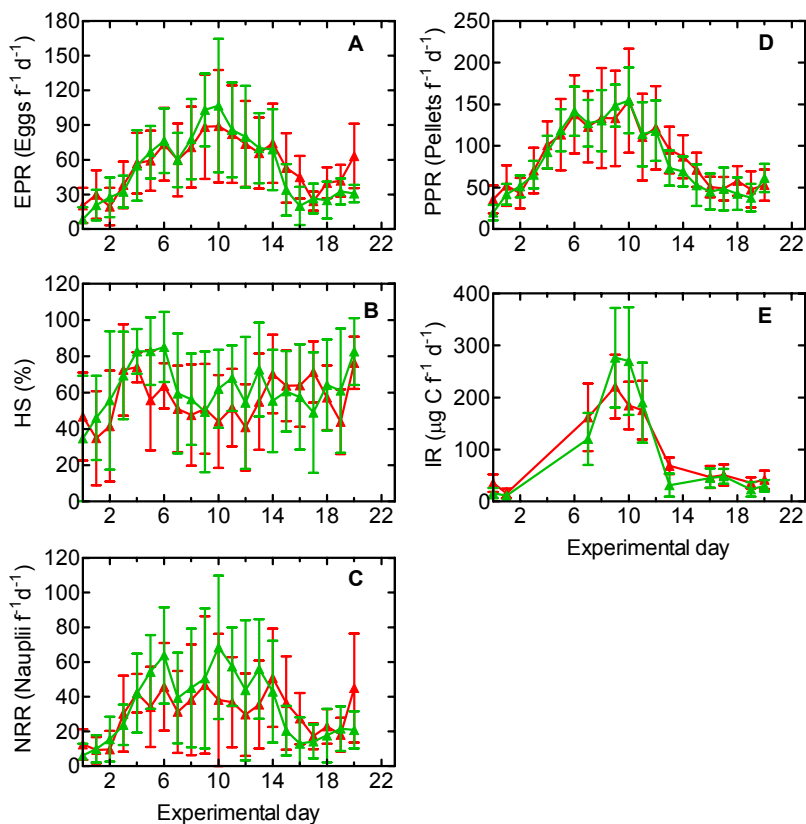 A
EPR (Eggs f⁻¹ d⁻¹)
180
150
120
90
60
30
0
2 6 10 14 18 22
B
HS (%)
120
100
80
60
40
20
0
2 6 10 14 18 22
C
NRR (Nauplii f⁻¹d⁻¹)
120
100
80
60
40
20
0
2 6 10 14 18 22
Experimental day
D
PPR (Pellets f⁻¹ d⁻¹)
250
200
150
100
50
0
2 6 10 14 18 22
E
IR (µg C f⁻¹ d⁻¹)
400
300
200
100
0
2 6 10 14 18 22
Experimental day